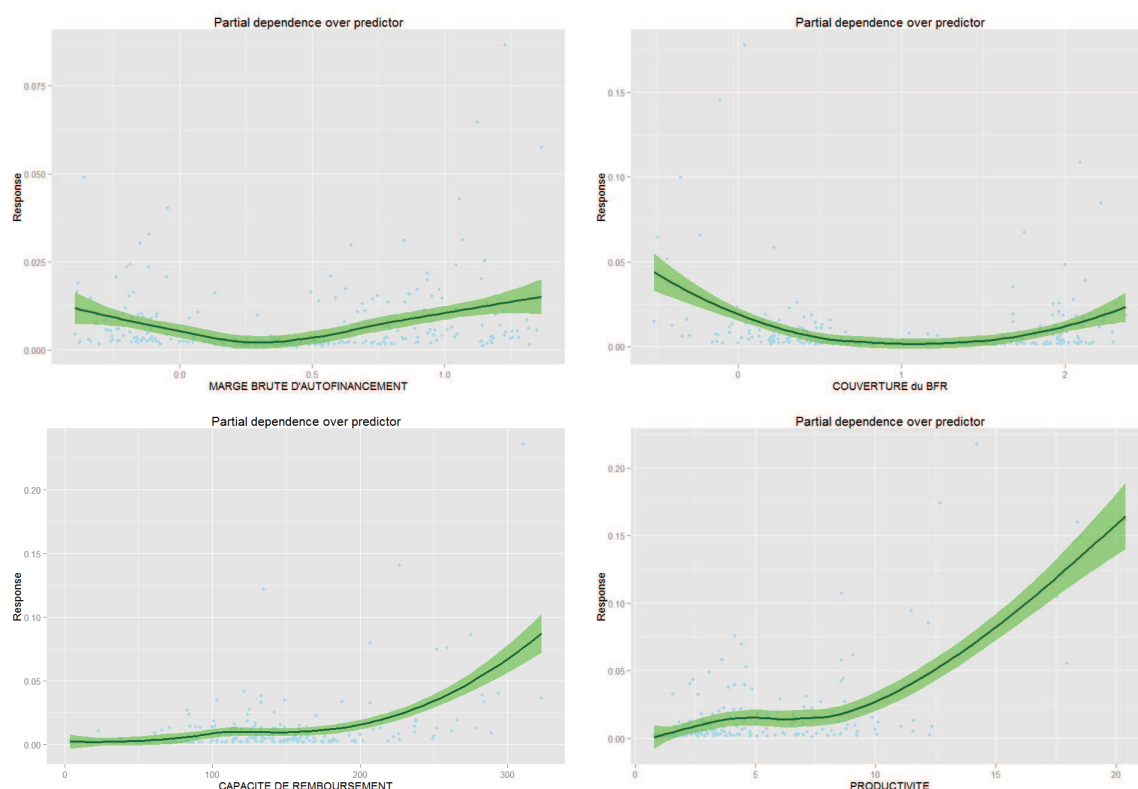 Partial dependence over predictor
Response
0.075
0.050
0.025
0.000
0.0
0.5
1.0
MARGE BRUTE D'AUTOFINANCEMENT
Partial dependence over predictor
Response
0.15
0.10
0.05
0.00
0
1
2
COUVERTURE du BFR
Partial dependence over predictor
Response
0.20
0.15
0.10
0.05
0.00
0
100
200
300
CAPACITE DE REMBOURSEMENT
Partial dependence over predictor
Response
0.20
0.15
0.10
0.05
0.00
0
5
10
15
20
PRODUCTIVITE